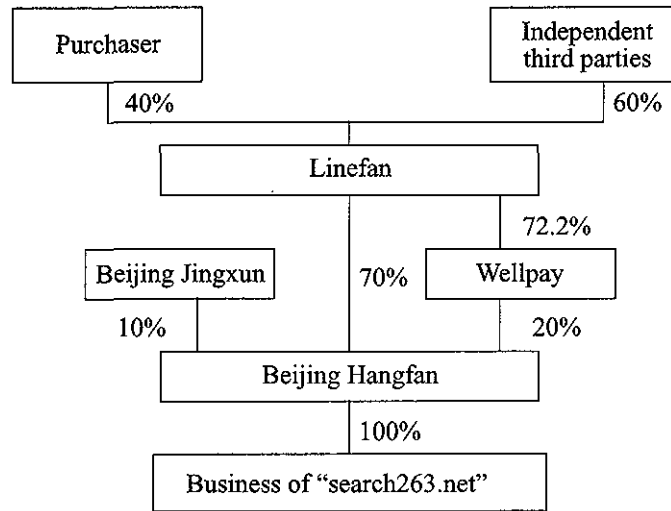 Purchaser
Independent
third parties
40%
60%
Linefan
72.2%
Beijing Jingxun
70%
Wellpay
10%
20%
Beijing Hangfan
100%
Business of “search263.net”